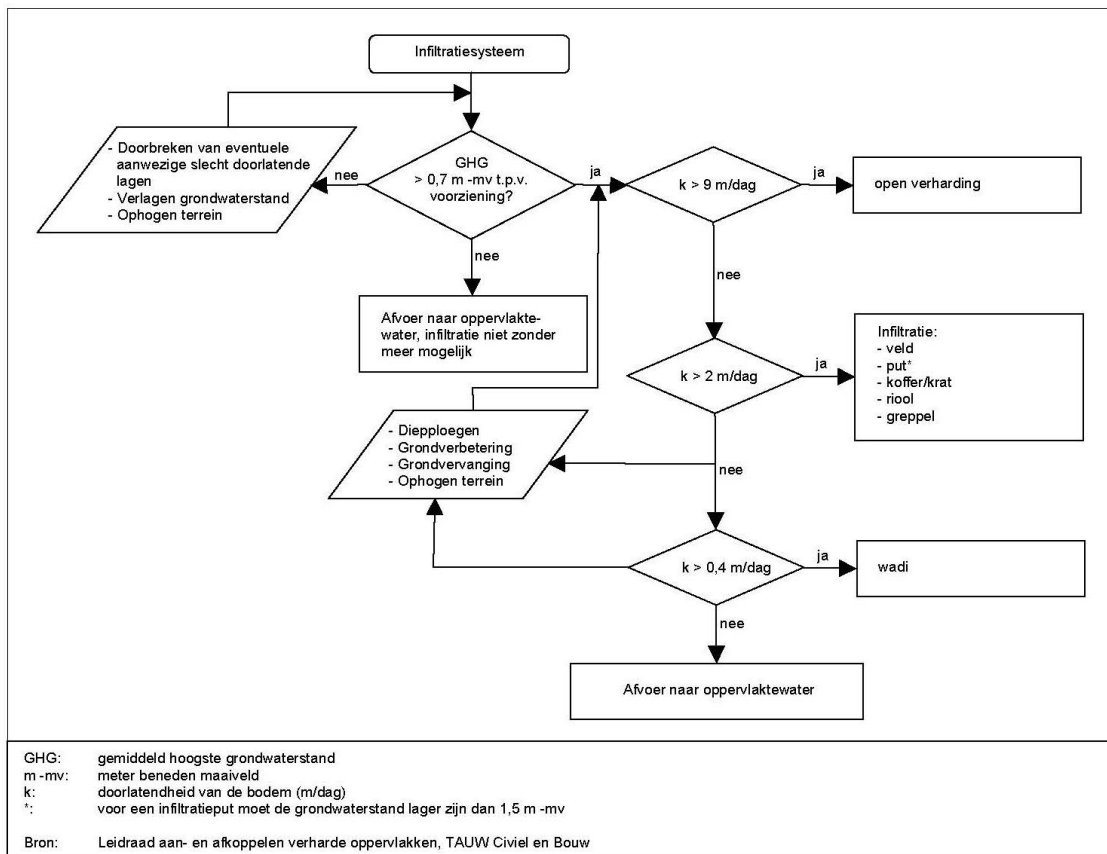 Infiltratiesysteem
- Doorbreken van eventuele
aanwezige slecht doorlatende
lagen
- Verlagen grondwaterstand
- Ophogen terrein
nee
GHG
> 0,7 m -mv t.p.v.
voorziening?
ja
k > 9 m/dag
ja
open verharding
nee
nee
Afvoer naar oppervlakte-
water, infiltratie niet zonder
meer mogelijk
k > 2 m/dag
ja
Infiltratie:
- veld
- put*
- koffer/krat
- riool
- greppel
- Diepploegen
- Grondverbetering
- Grondvervanging
- Ophogen terrein
nee
k > 0,4 m/dag
ja
wadi
nee
Afvoer naar oppervlaktewater
GHG: gemiddeld hoogste grondwaterstand
m -mv: meter beneden maaiveld
k: doorlatendheid van de bodem (m/dag)
*: voor een infiltratieput moet de grondwaterstand lager zijn dan 1,5 m -mv
Bron: Leidraad aan- en afkoppelen verharde oppervlakken, TAUW Civiel en Bouw